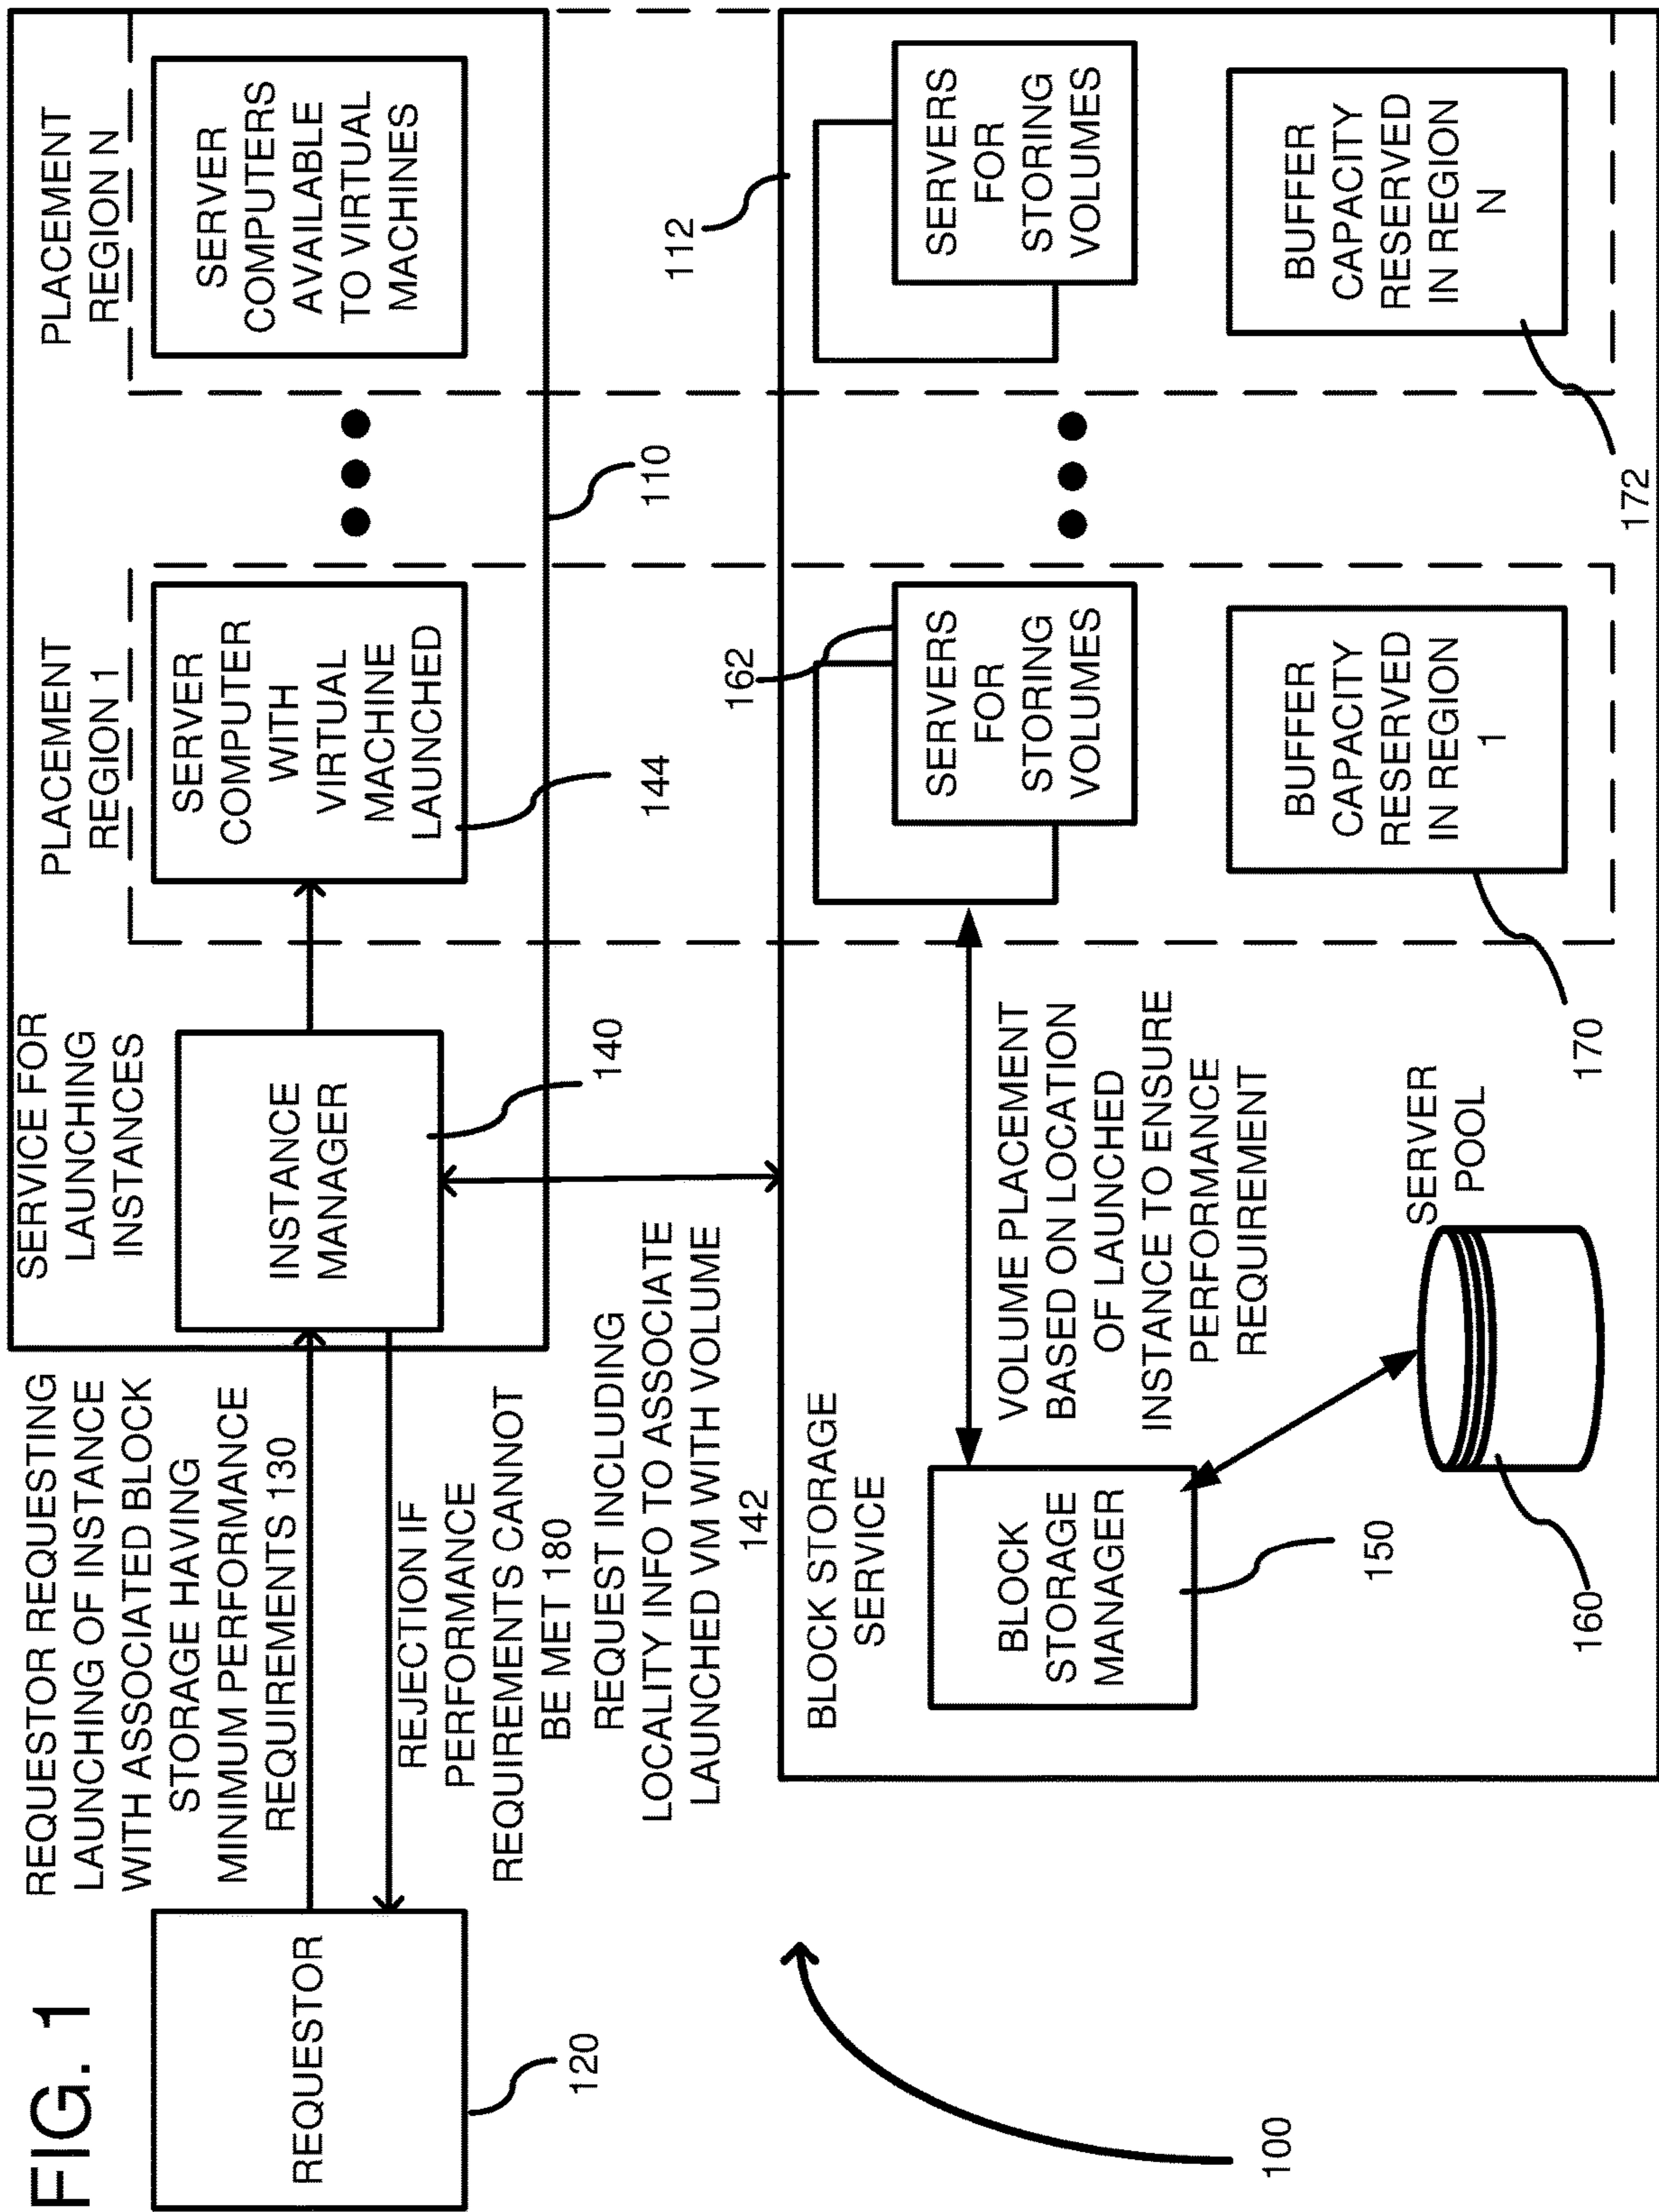 FIG. 1
REQUESTOR
120
100
REQUESTOR REQUESTING
LAUNCHING OF INSTANCE
WITH ASSOCIATED BLOCK
STORAGE HAVING
MINIMUM PERFORMANCE
REQUIREMENTS 130
REJECTION IF
PERFORMANCE
REQUIREMENTS CANNOT
BE MET 180
REQUEST INCLUDING
LOCALITY INFO TO ASSOCIATE
LAUNCHED VM WITH VOLUME
142
SERVICE FOR
LAUNCHING
INSTANCES
INSTANCE
MANAGER
140
PLACEMENT
REGION 1
SERVER
COMPUTER
WITH
VIRTUAL
MACHINE
LAUNCHED
144
110
PLACEMENT
REGION N
SERVER
COMPUTERS
AVAILABLE
TO VIRTUAL
MACHINES
112
BLOCK STORAGE
SERVICE
BLOCK
STORAGE
MANAGER
150
VOLUME PLACEMENT
BASED ON LOCATION
OF LAUNCHED
INSTANCE TO ENSURE
PERFORMANCE
REQUIREMENT
SERVER
POOL
160
162
SERVERS
FOR
STORING
VOLUMES
BUFFER
CAPACITY
RESERVED
IN REGION
1
170
SERVERS
FOR
STORING
VOLUMES
BUFFER
CAPACITY
RESERVED
IN REGION
N
172